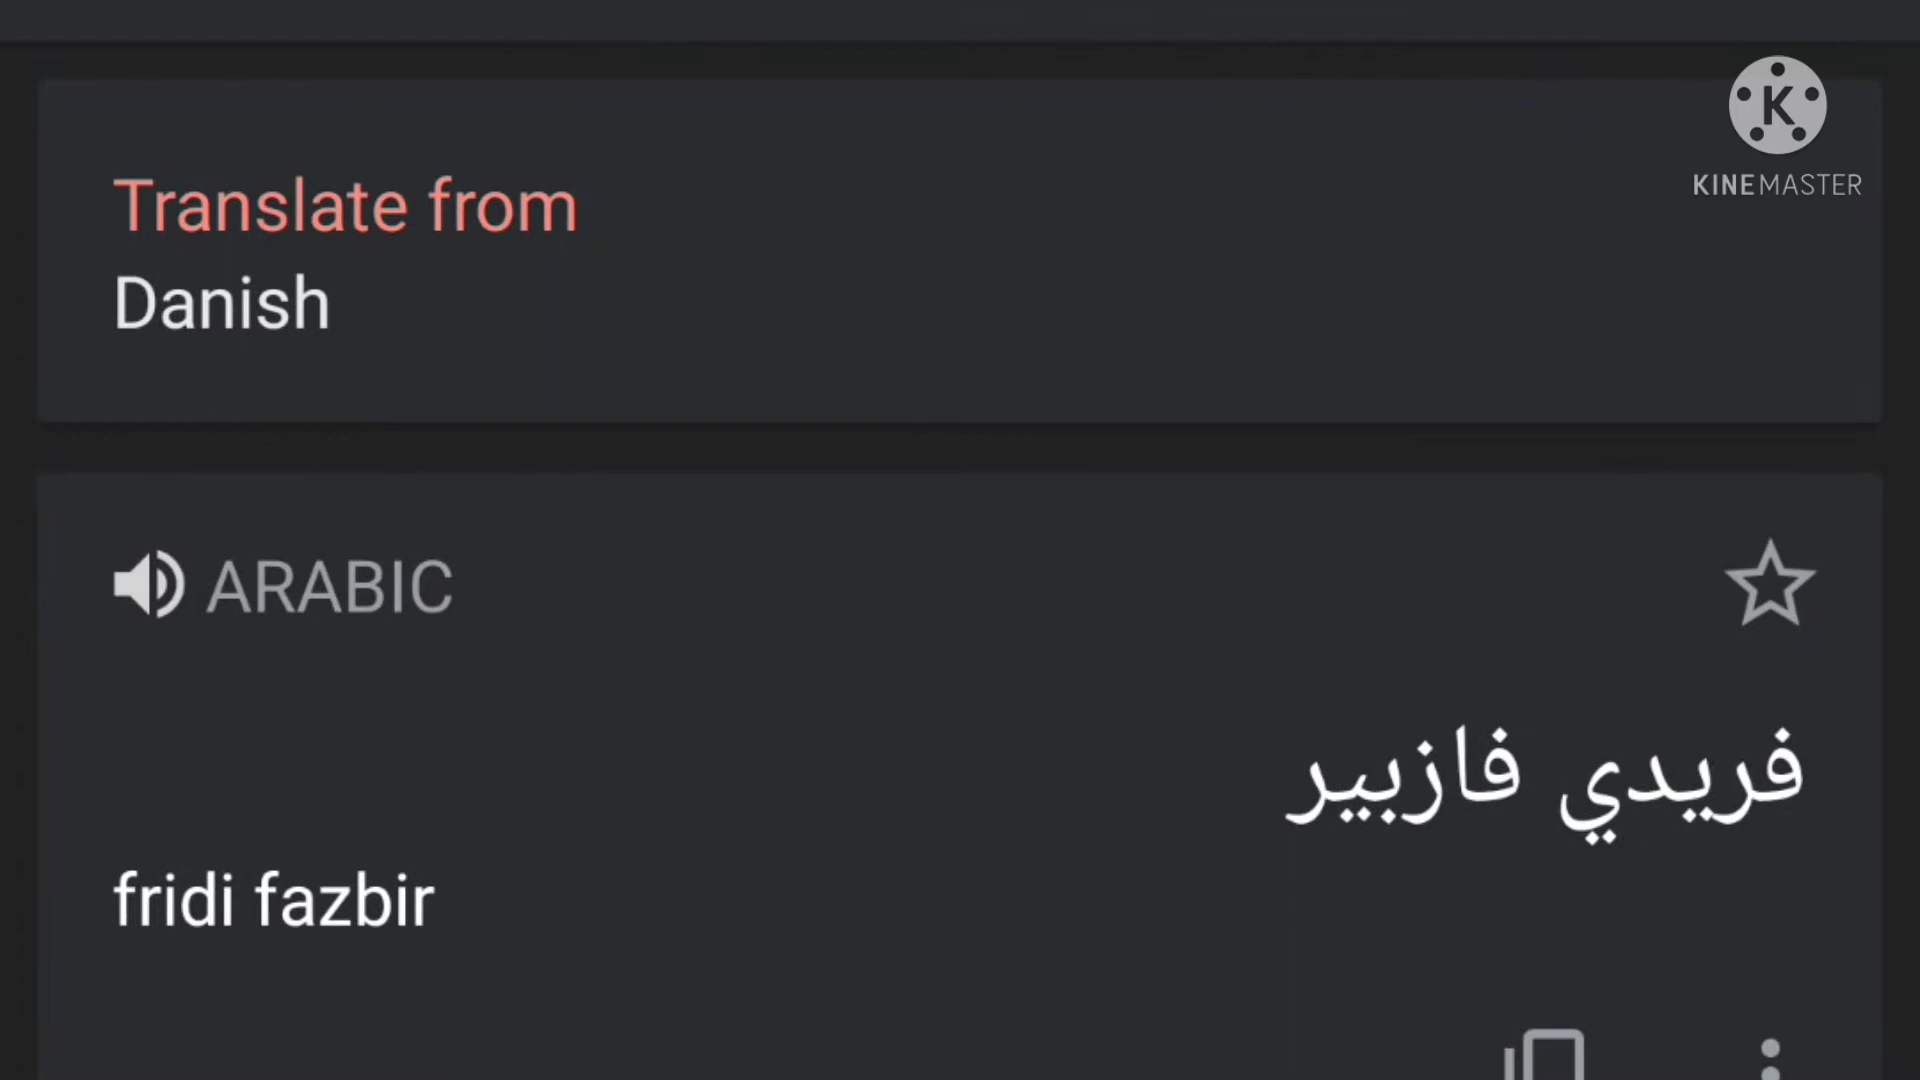 K
KINEMASTER
Translate from
Danish
ARABIC
فريدي فازبير
fridi fazbir